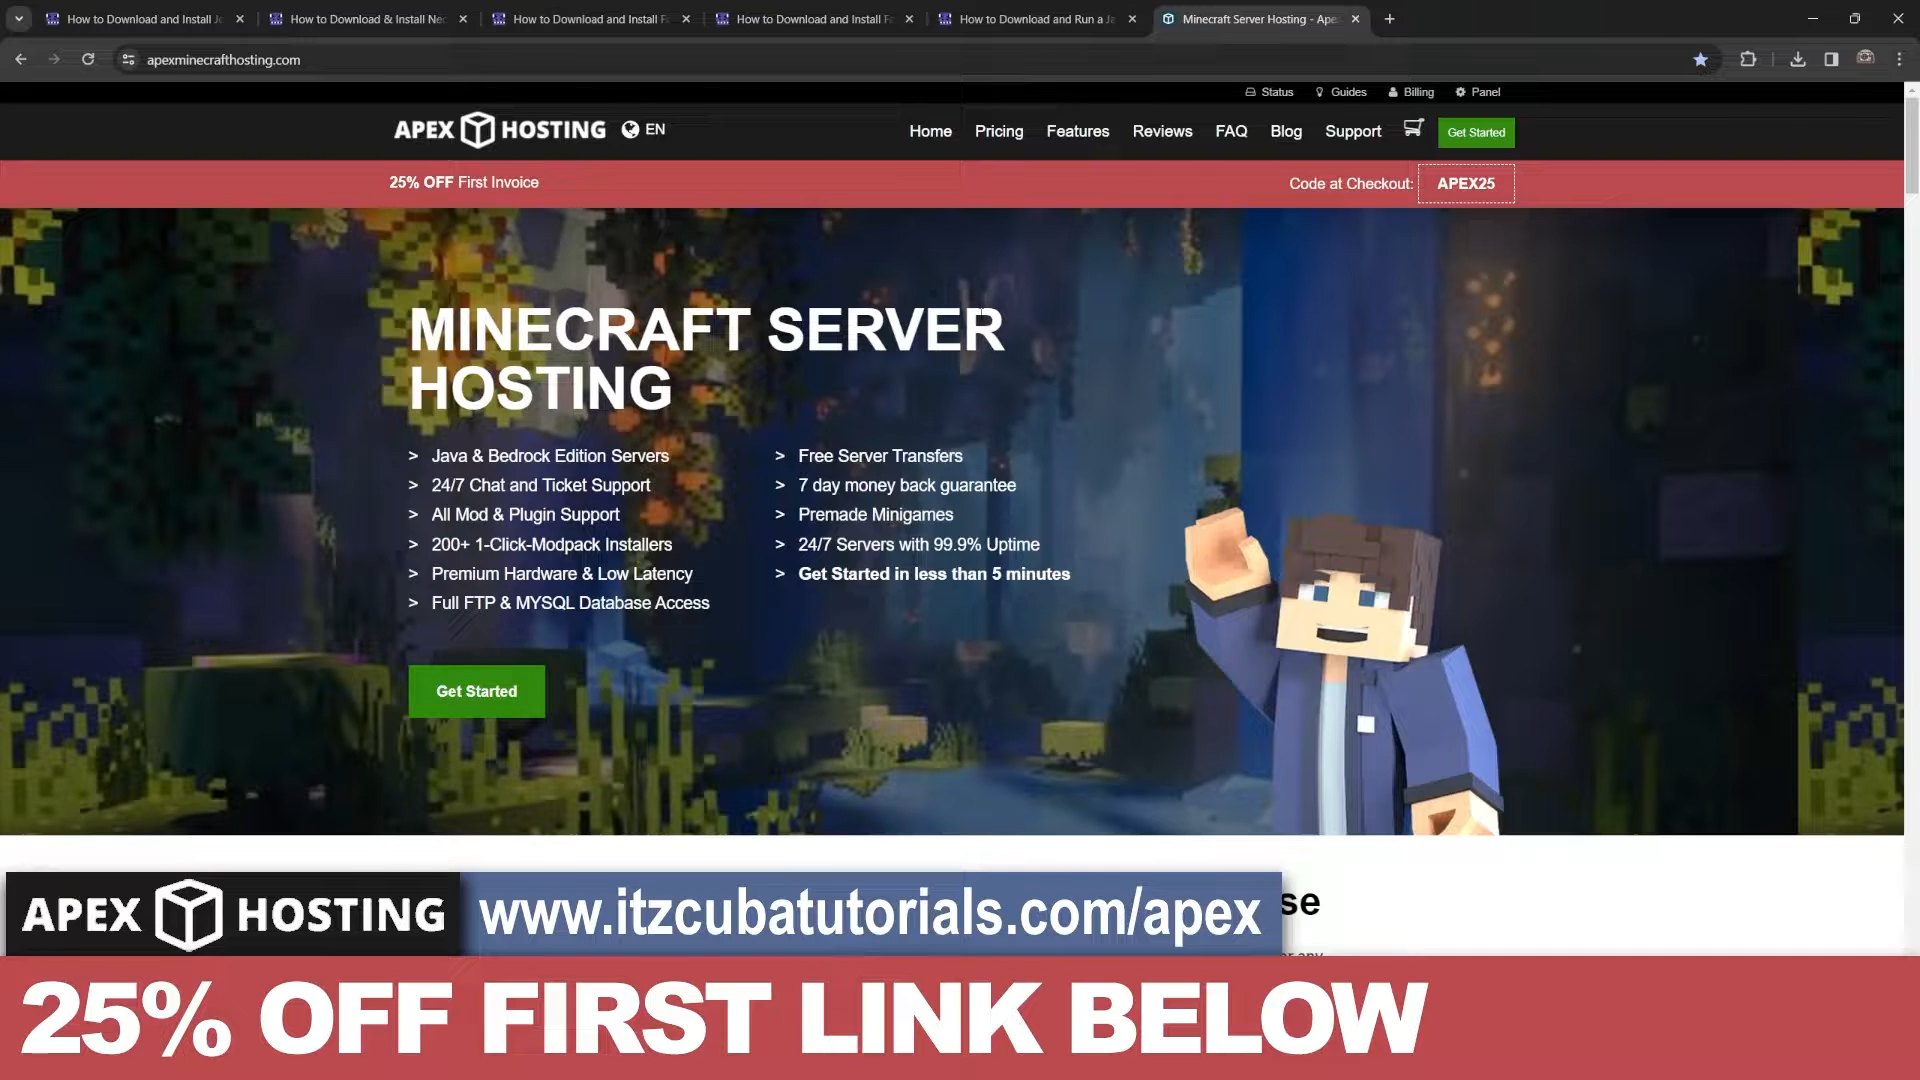 How to Download and Install Je
How to Download & Install Neo
How to Download and Install Fa
How to Download and Install Fo
How to Download and Run a Ja
Minecraft Server Hosting - Apex
apexminecrafthosting.com
Status
Guides
Billing
Panel
APEX HOSTING
EN
Home
Pricing
Features
Reviews
FAQ
Blog
Support
Get Started
25% OFF First Invoice
Code at Checkout: APEX25
MINECRAFT SERVER
HOSTING
> Java & Bedrock Edition Servers
> 24/7 Chat and Ticket Support
> All Mod & Plugin Support
> 200+ 1-Click-Modpack Installers
> Premium Hardware & Low Latency
> Full FTP & MYSQL Database Access
> Free Server Transfers
> 7 day money back guarantee
> Premade Minigames
> 24/7 Servers with 99.9% Uptime
> Get Started in less than 5 minutes
Get Started
se
APEX HOSTING
www.itzcubatutorials.com/apex
25% OFF FIRST LINK BELOW